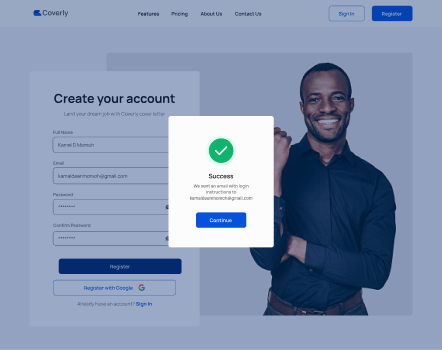 Coverly
Features Pricing About Us Contact Us
Sign In Register
Create your account
Land your dream job with Coverly cover letter
Full Name
Kamal D Momoh
Email
kamaldeenmomoh@gmail.com
Password
Confirm Password
Register
Register with Google
Already have an account? Sign In
Success
We sent an email with login
instructions to
kamaldeenmomoh@gmail.com
Continue